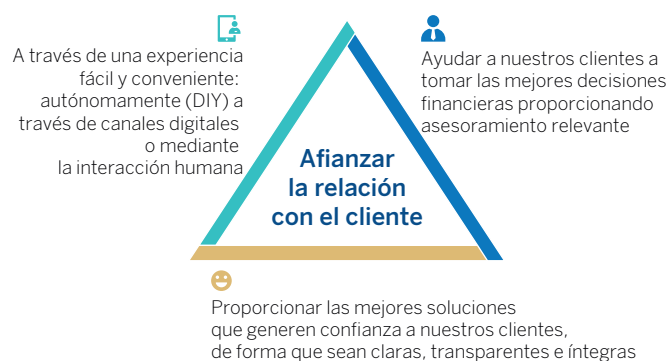 A través de una experiencia
fácil y conveniente:
autónomamente (DIY) a
través de canales digitales
o mediante
la interacción humana
Ayudar a nuestros clientes a
tomar las mejores decisiones
financieras proporcionando
asesoramiento relevante
Afianzar
la relación
con el cliente
Proporcionar las mejores soluciones
que generen confianza a nuestros clientes,
de forma que sean claras, transparentes e íntegras